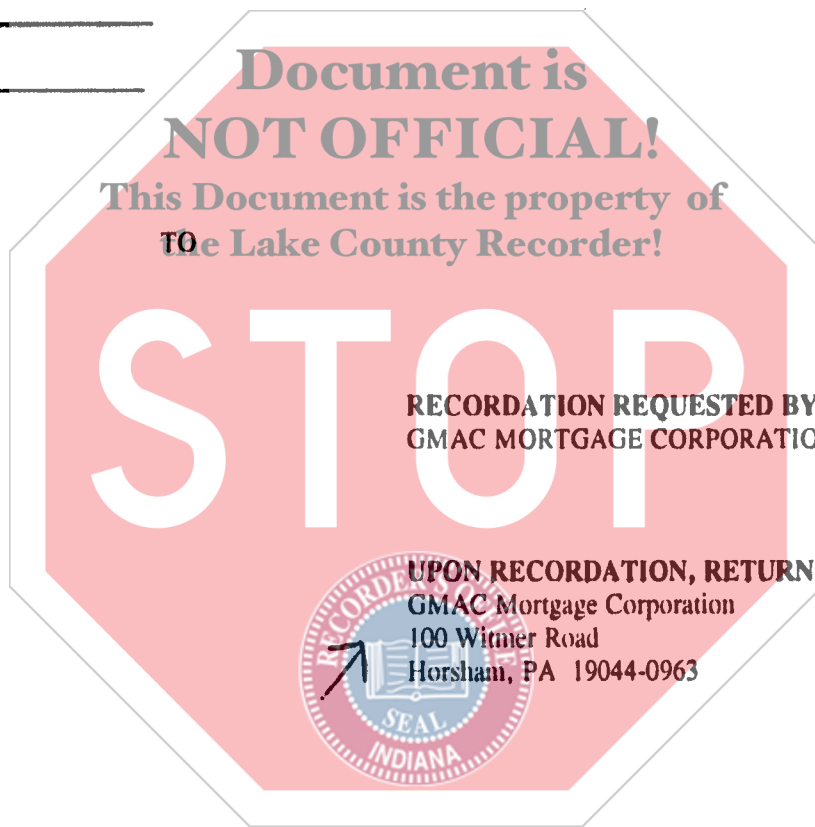 Document is
NOT OFFICIAL!
This Document is the property of
the Lake County Recorder!
TO
STOP
RECORDATION REQUESTED BY
GMAC MORTGAGE CORPORATIO
UPON RECORDATION, RETURN
GMAC Mortgage Corporation
100 Witmer Road
Horsham, PA 19044-0963
RECORDER'S OFFICE
SEAL
INDIANA